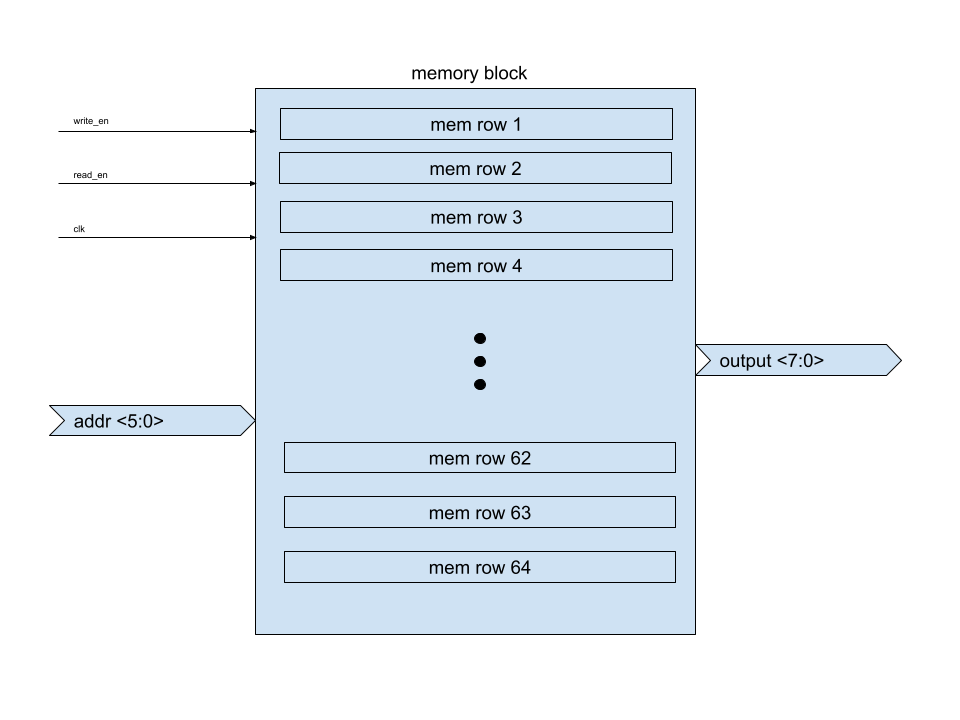 memory block
write_en
mem row 1
read_en
mem row 2
clk
mem row 3
mem row 4
output <7:0>
addr <5:0>
mem row 62
mem row 63
mem row 64